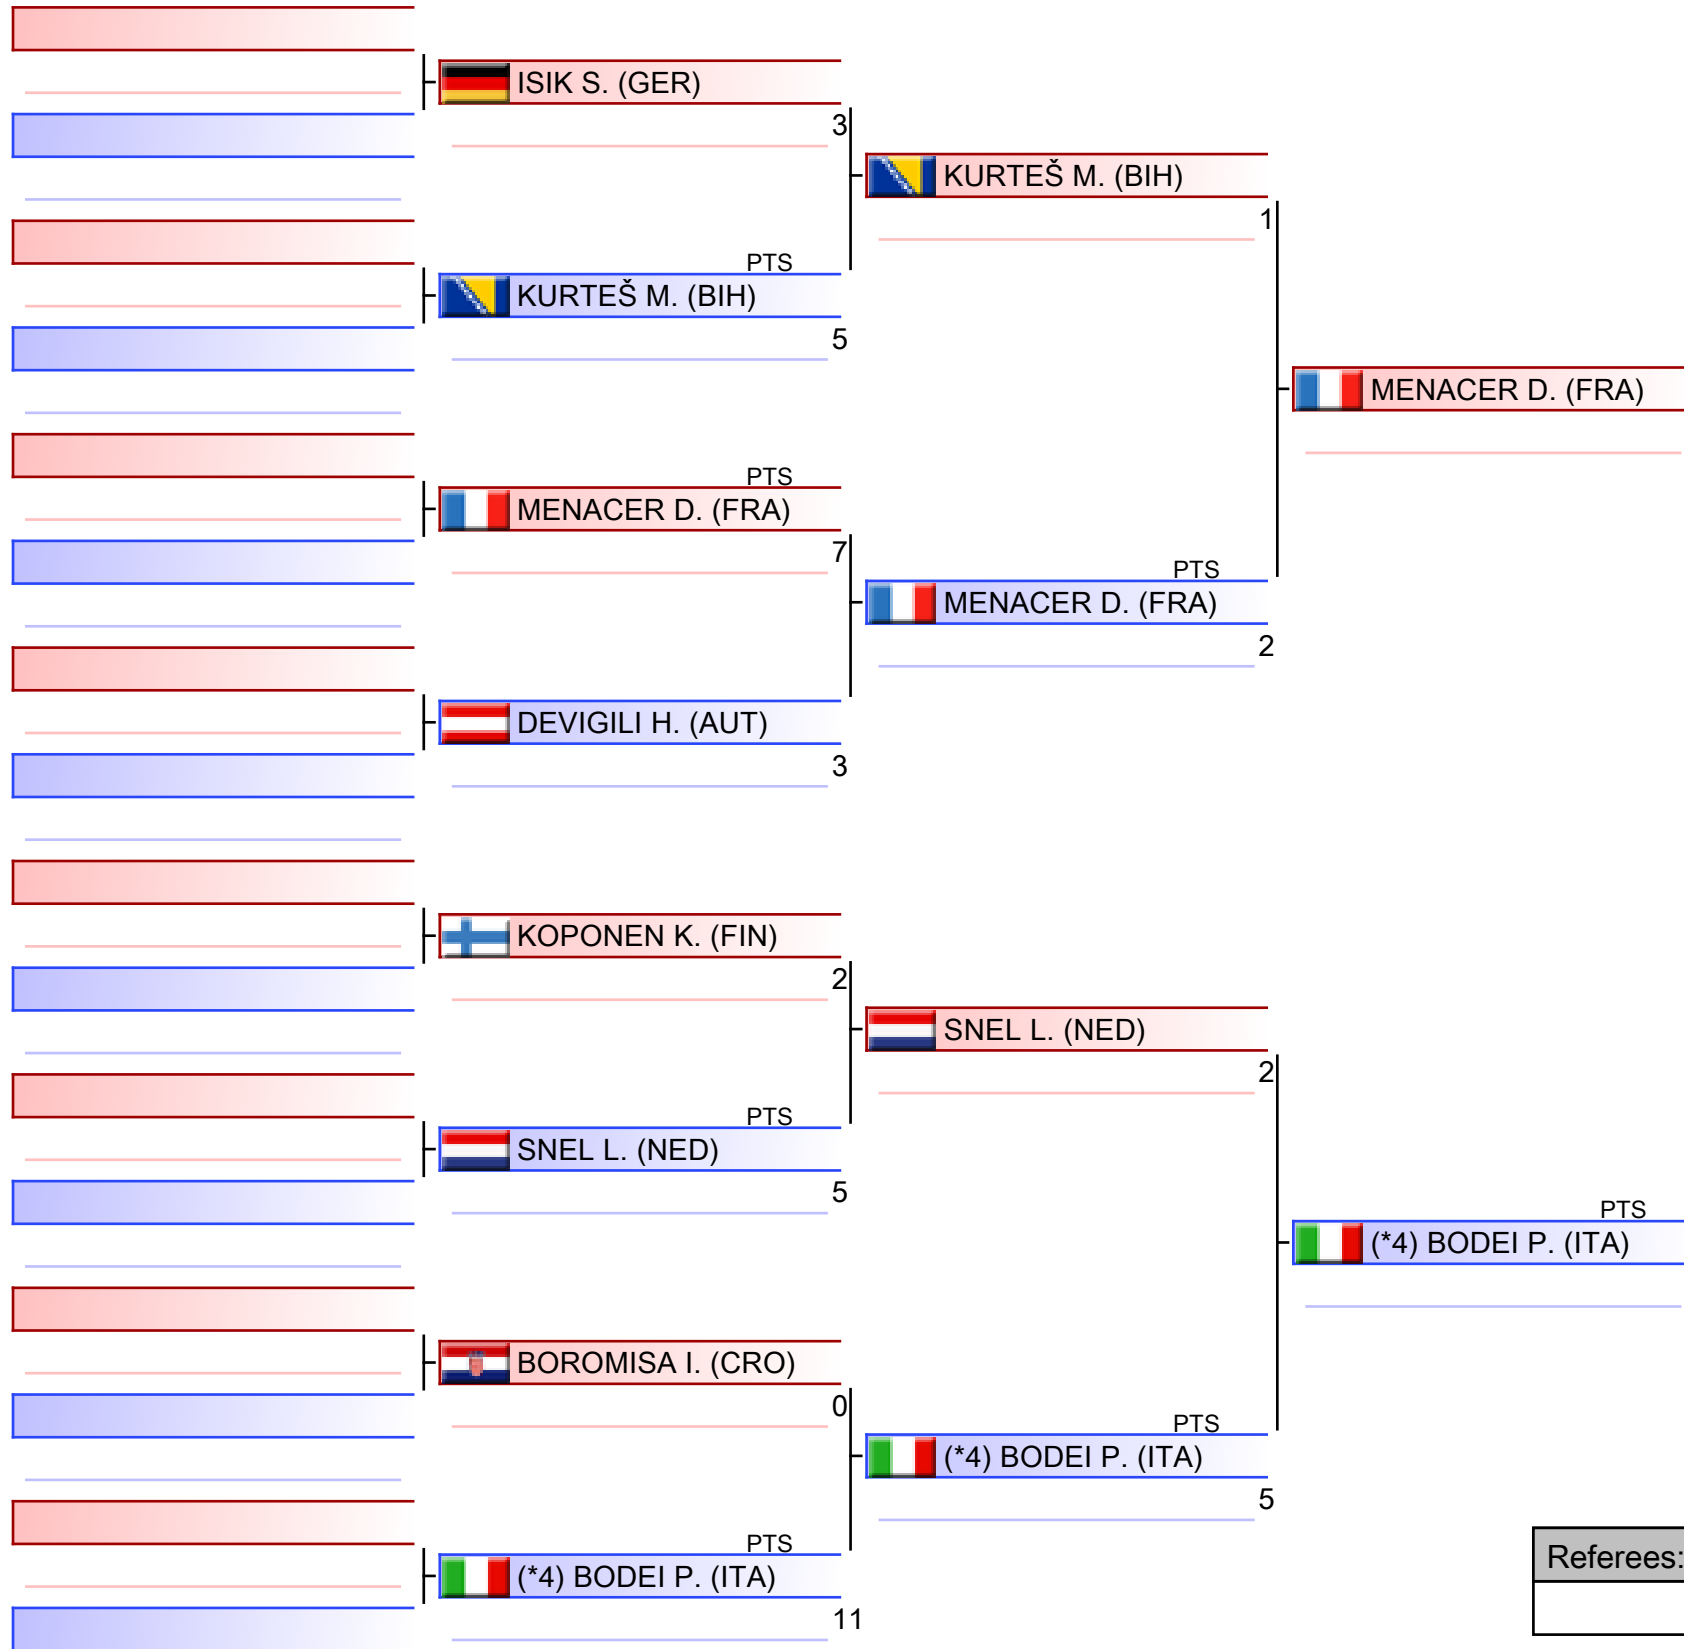 ISIK S. (GER)
3
KURTEŠ M. (BIH)
1
PTS
KURTEŠ M. (BIH)
5
MENACER D. (FRA)
PTS
MENACER D. (FRA)
7
PTS
MENACER D. (FRA)
2
DEVIGILI H. (AUT)
3
KOPONEN K. (FIN)
2
SNEL L. (NED)
2
PTS
SNEL L. (NED)
5
PTS
(*4) BODEI P. (ITA)
BOROMISA I. (CRO)
0
PTS
(*4) BODEI P. (ITA)
5
PTS
(*4) BODEI P. (ITA)
11
Referees: